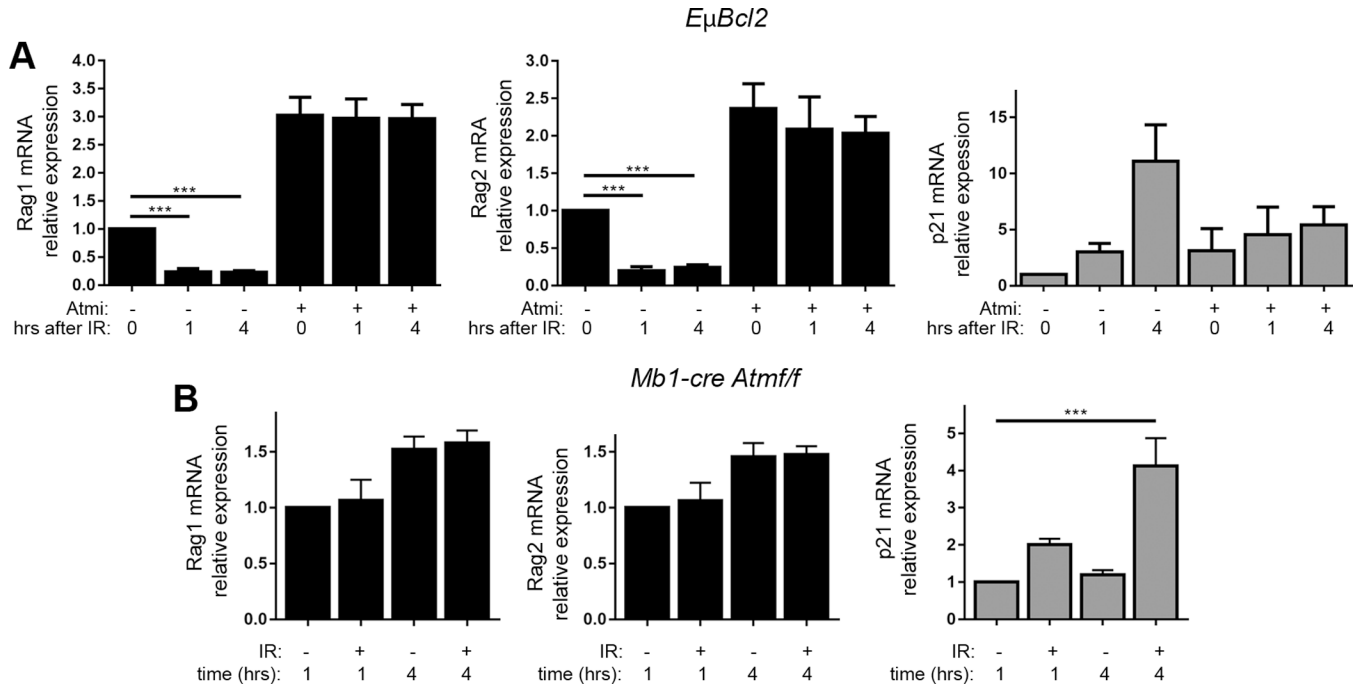 EμBcl2
A
Rag1 mRNA
relative expression
4.0
3.5
3.0
2.5
2.0
1.5
1.0
0.5
0.0
***
***
Atmi: - - - + + +
hrs after IR: 0 1 4 0 1 4
Rag2 mRA
relative expression
3.0
2.5
2.0
1.5
1.0
0.5
0.0
***
***
Atmi: - - - + + +
hrs after IR: 0 1 4 0 1 4
p21 mRNA
relative expession
15
10
5
0
Atmi: - - - + + +
hrs after IR: 0 1 4 0 1 4
Mb1-cre Atmf/f
B
Rag1 mRNA
relative expression
1.5
1.0
0.5
0.0
IR: - + - +
time (hrs): 1 1 4 4
Rag2 mRNA
relative expression
1.5
1.0
0.5
0.0
IR: - + - +
time (hrs): 1 1 4 4
p21 mRNA
relative expression
5
4
3
2
1
0
***
IR: - + - +
time (hrs): 1 1 4 4